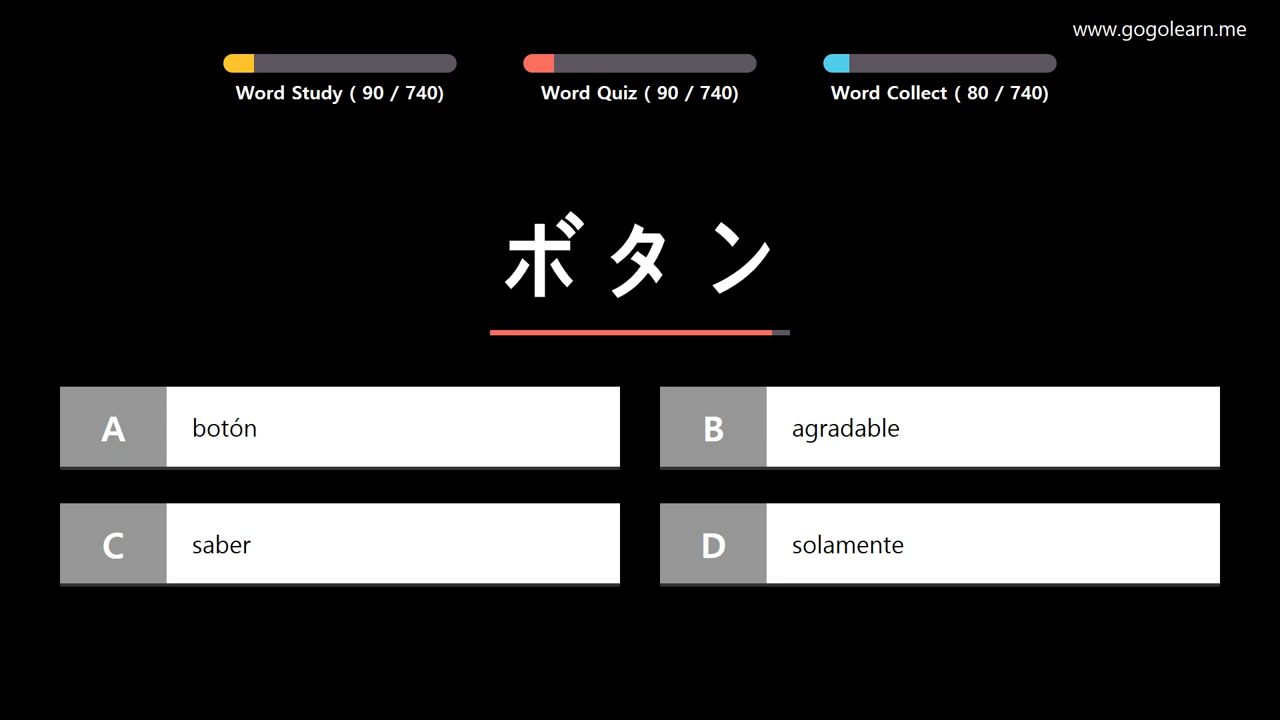 www.gogolearn.me
Word Study ( 90 / 740)
Word Quiz ( 90 / 740)
Word Collect ( 80 / 740)
ボタン
A botón
B agradable
C saber
D solamente